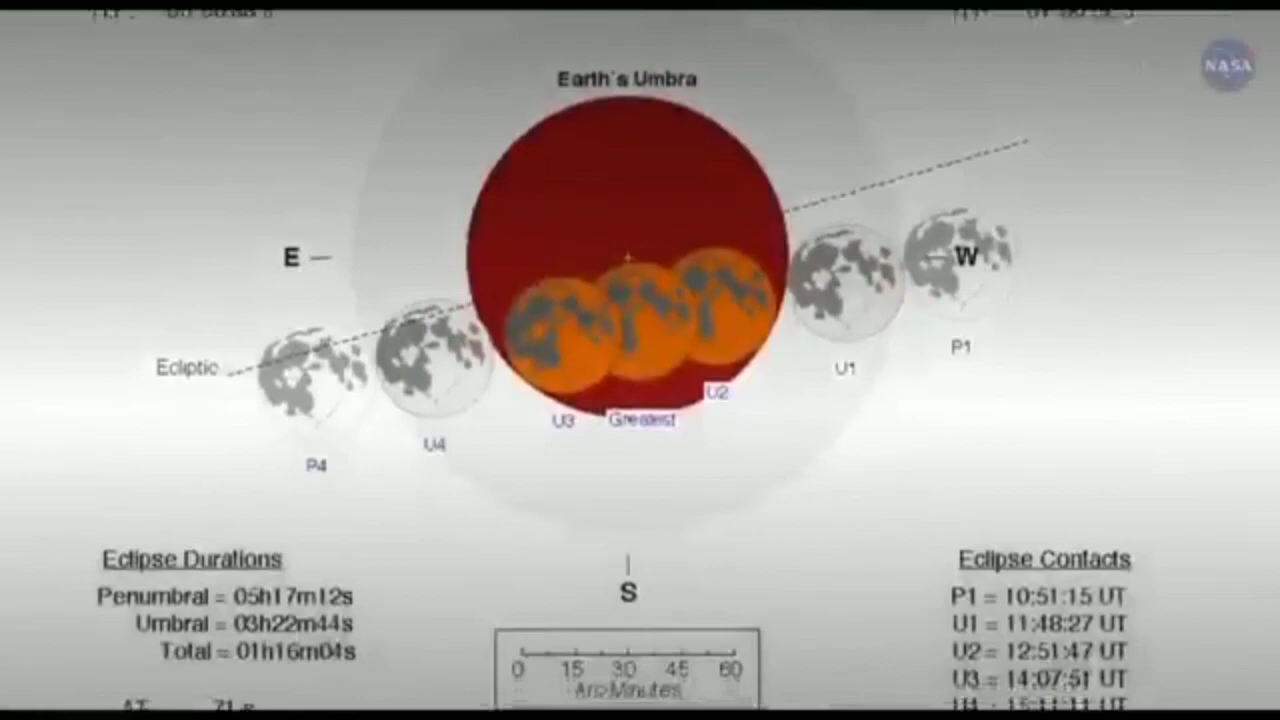 NASA
Earth's Umbra
E
W
P1
Ecliptic
U1
U2
U3
Greatest
U4
P4
Eclipse Durations
Penumbral = 05h17m12s
Umbral = 03h22m44s
Total = 01h16m04s
S
0 15 30 45 60
Arc-Minutes
Eclipse Contacts
P1 = 10:51:15 UT
U1 = 11:48:27 UT
U2 = 12:51:47 UT
U3 = 14:07:51 UT